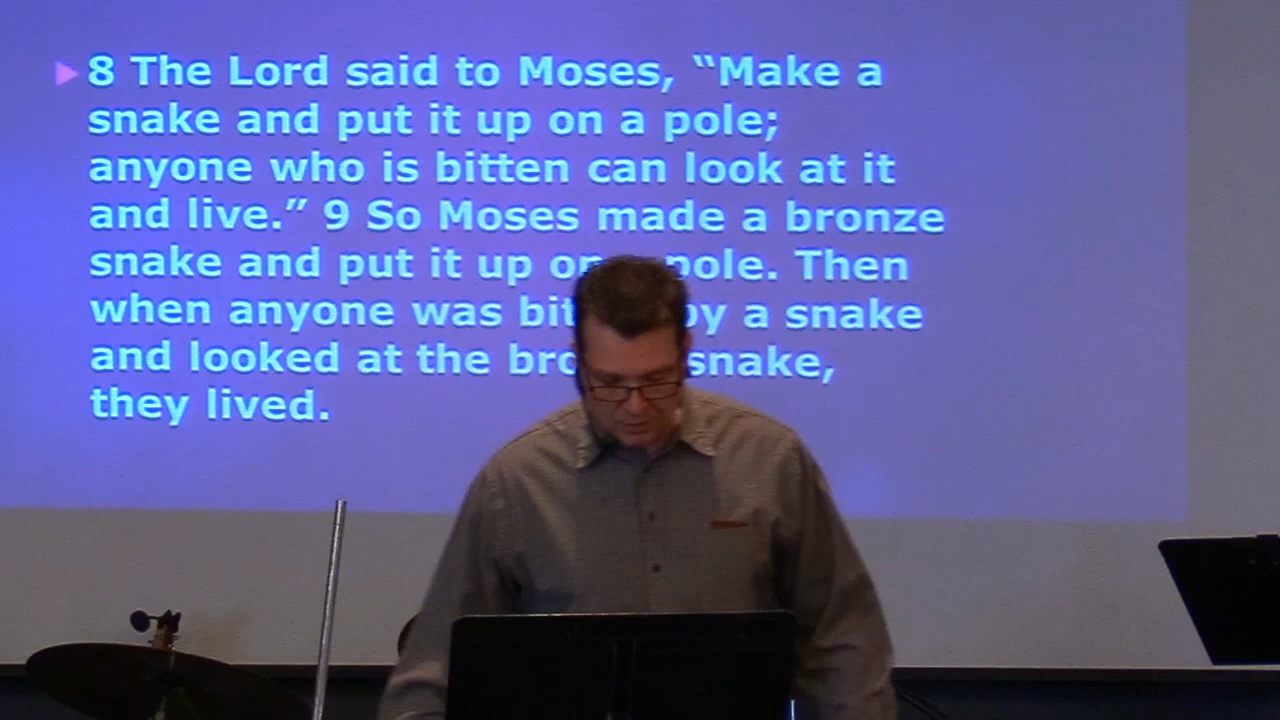 8 The Lord said to Moses, “Make a
snake and put it up on a pole;
anyone who is bitten can look at it
and live.” 9 So Moses made a bronze
snake and put it up on pole. Then
when anyone was by a snake
and looked at the snake,
they lived.